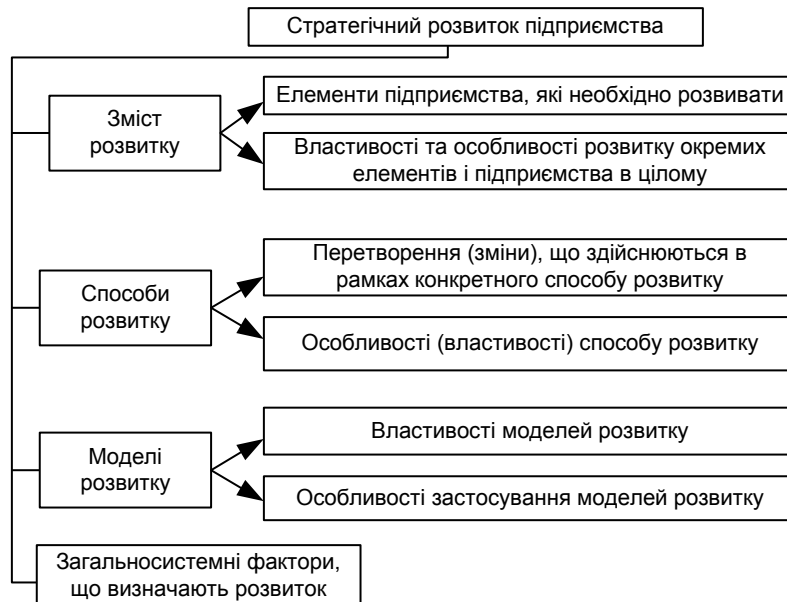 Стратегічний розвиток підприємства
Зміст
розвитку
Елементи підприємства, які необхідно розвивати
Властивості та особливості розвитку окремих
елементів і підприємства в цілому
Способи
розвитку
Перетворення (зміни), що здійснюються в
рамках конкретного способу розвитку
Особливості (властивості) способу розвитку
Моделі
розвитку
Властивості моделей розвитку
Особливості застосування моделей розвитку
Загальносистемні фактори,
що визначають розвиток